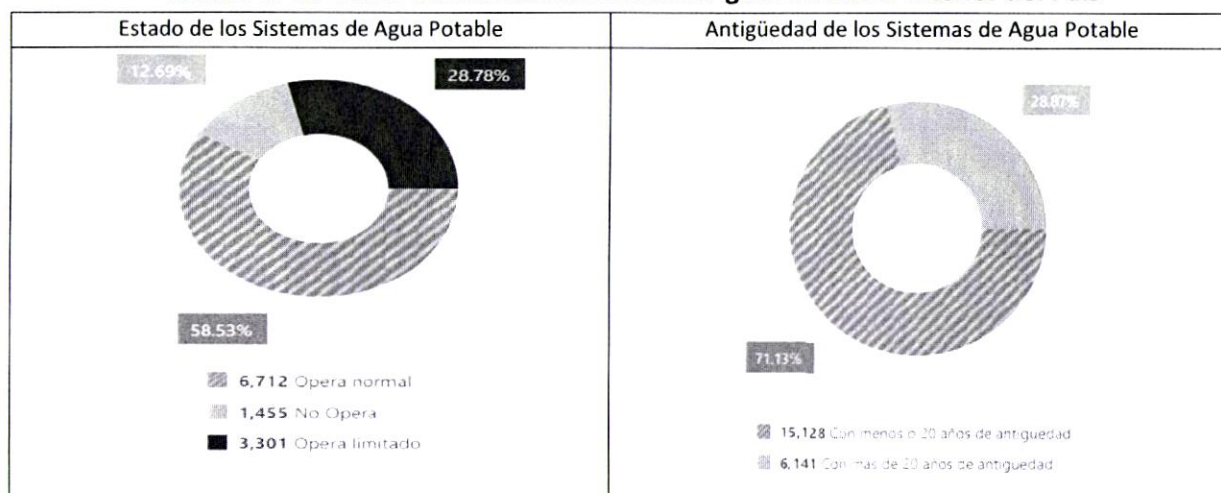 Estado de los Sistemas de Agua Potable
Antigüedad de los Sistemas de Agua Potable
12.69%
28.78%
58.53%
6,712 Opera normal
1,455 No Opera
3,301 Opera limitado
28.87%
71.13%
15,128 Con menos o 20 años de antiguedad
6,141 Con mas de 20 años de antiguedad